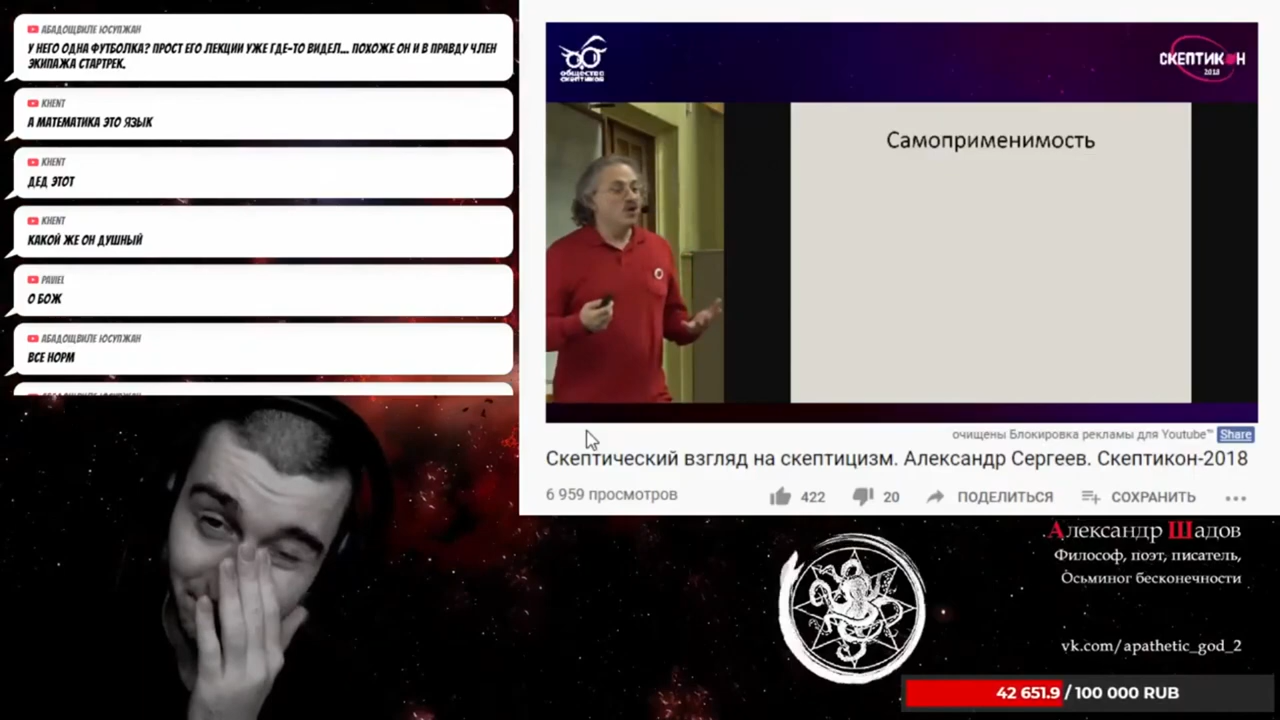 АБАДОЩВИЛЕ ЮСУПЖАН
У НЕГО ОДНА ФУТБОЛКА? ПРОСТ ЕГО ЛЕКЦИИ УЖЕ ГДЕ-ТО ВИДЕЛ... ПОХОЖЕ ОН И В ПРАВДУ ЧЛЕН
ЭКИПАЖА СТАРТРЕК.
KHENT
А МАТЕМАТИКА ЭТО ЯЗЫК
KHENT
ДЕД ЭТОТ
KHENT
КАКОЙ ЖЕ ОН ДУШНЫЙ
PAVIEL
О БОЖ
АБАДОЩВИЛЕ ЮСУПЖАН
ВСЕ НОРМ
общество
скептиков
СКЕПТИКОН
2018
Самоприменимость
очищены Блокировка рекламы для Youtube™ Share
Скептический взгляд на скептицизм. Александр Сергеев. Скептикон-2018
6 959 просмотров
422
20
ПОДЕЛИТЬСЯ
СОХРАНИТЬ
Александр Шадов
Философ, поэт, писатель,
Осьминог бесконечности
vk.com/apathetic_god_2
42 651.9 / 100 000 RUB